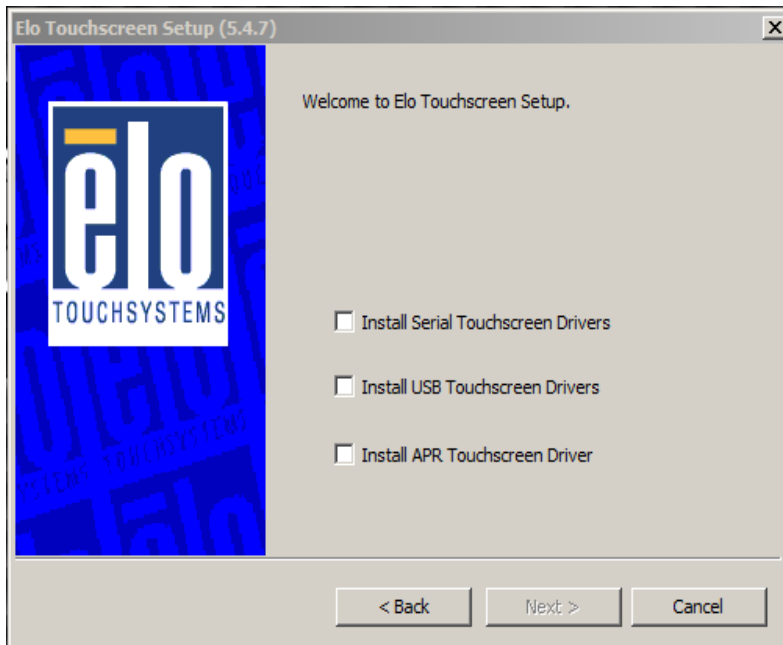 Elo Touchscreen Setup (5.4.7)
Welcome to Elo Touchscreen Setup.
ēlo
TOUCHSYSTEMS
Install Serial Touchscreen Drivers
Install USB Touchscreen Drivers
Install APR Touchscreen Driver
< Back
Next >
Cancel